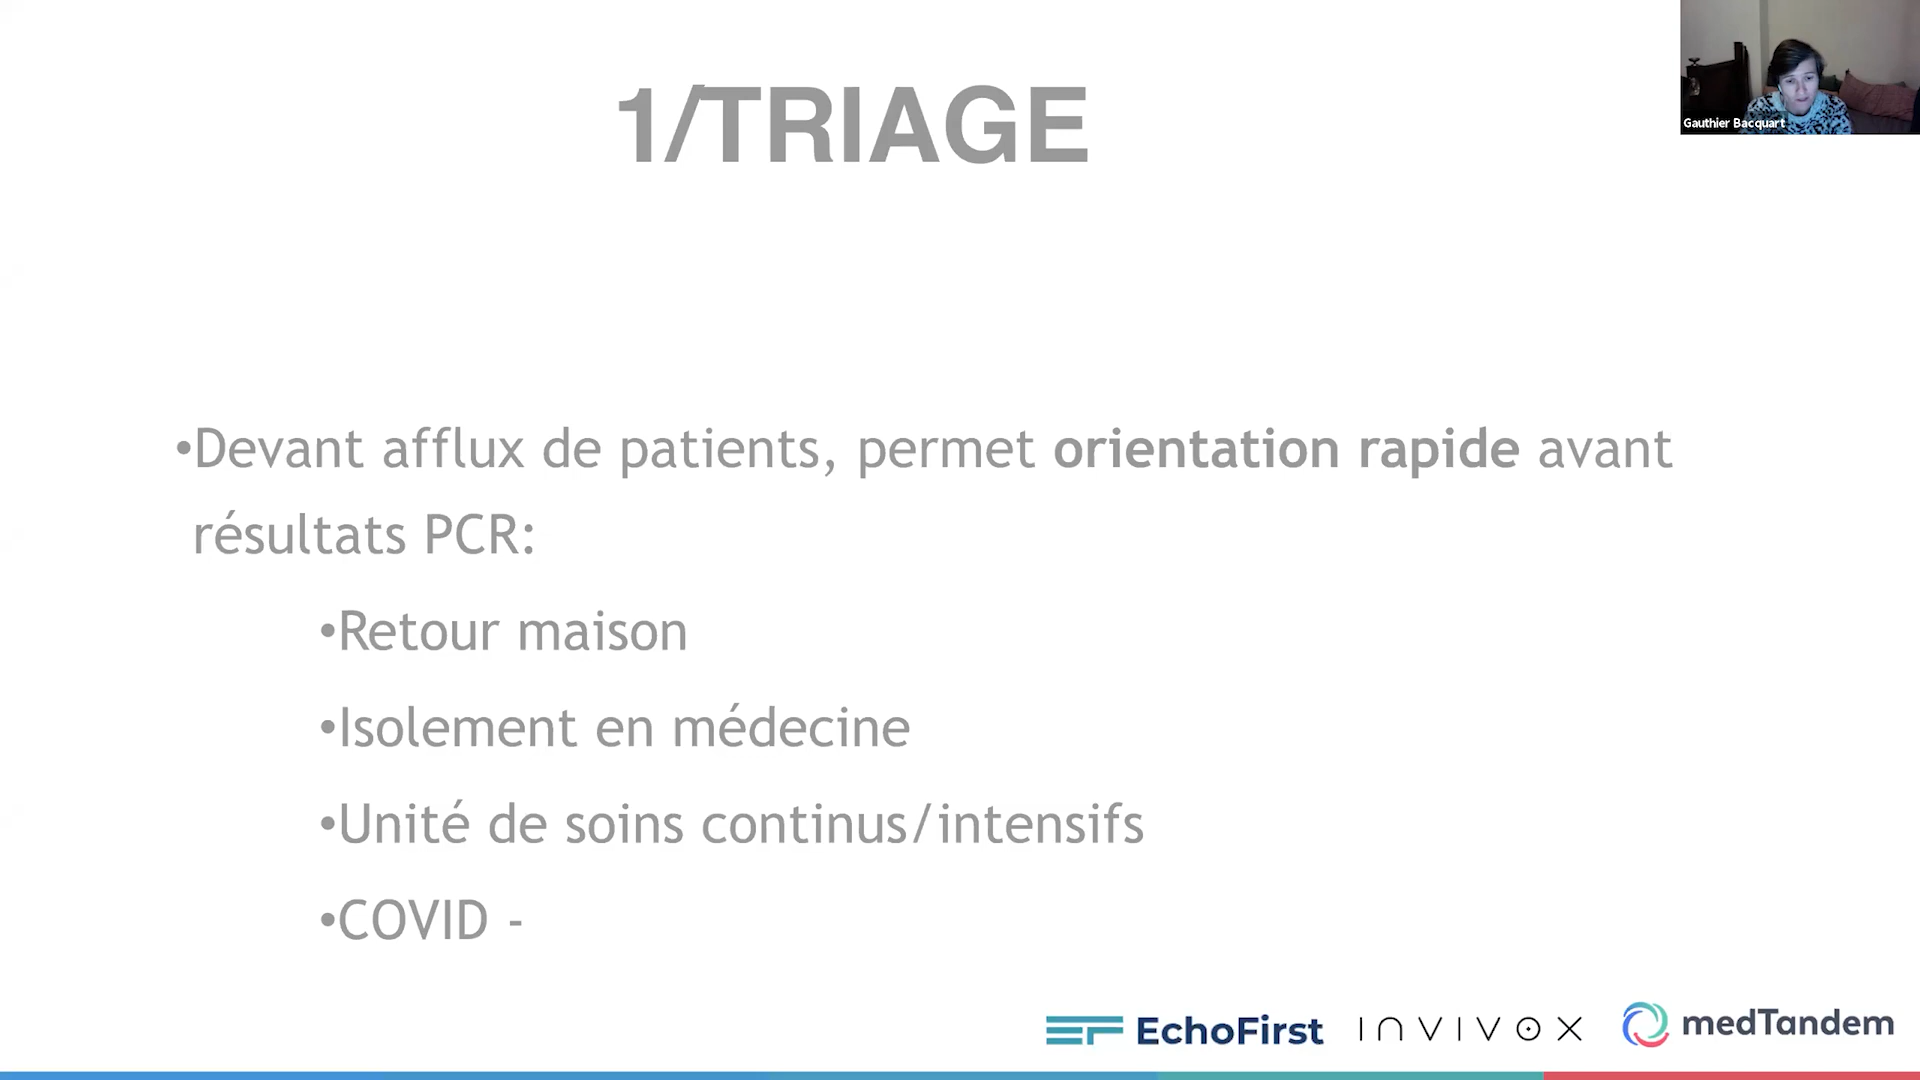 1/TRIAGE
Gauthier Bacquart
•Devant afflux de patients, permet orientation rapide avant
résultats PCR:
•Retour maison
•Isolement en médecine
•Unité de soins continus/intensifs
•COVID -
EchoFirst INVIVOX medTandem